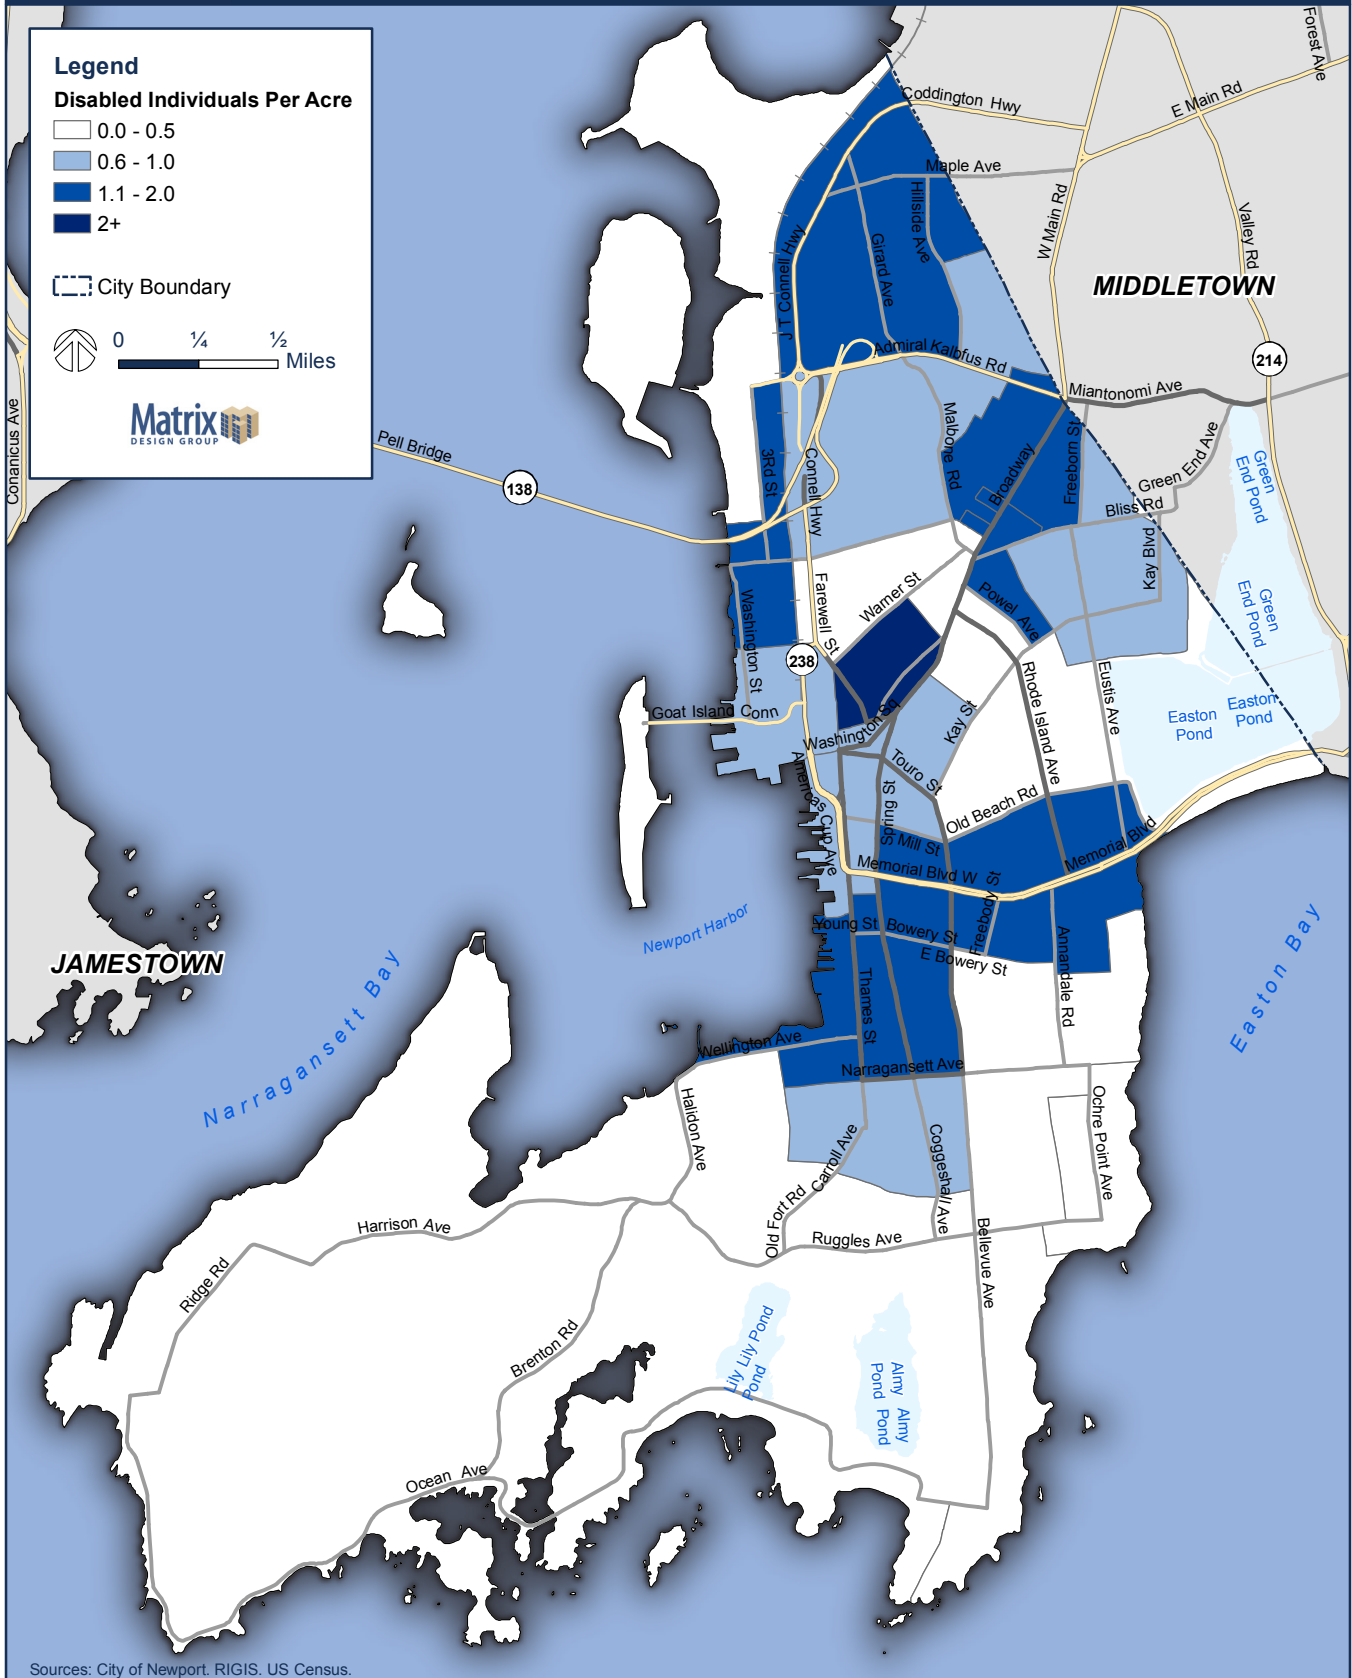 Legend
Disabled Individuals Per Acre
0.0 - 0.5
0.6 - 1.0
1.1 - 2.0
2+
City Boundary
0 ¼ ½
Miles
Matrix
DESIGN GROUP
Forest Ave
Coddington Hwy
E Main Rd
Maple Ave
Hillside Ave
W Main Rd
Valley Rd
Girard Ave
J T Connell Hwy
MIDDLETOWN
214
Admiral Kalbfus Rd
Miantonomi Ave
Conanicus Ave
Pell Bridge
138
3Rd St
Connell Hwy
Malbone Rd
Broadway
Freeborn St
Green End Ave
Bliss Rd
Green
End Pond
Kay Blvd
Green
End Pond
Warner St
Farewell St
Powel Ave
Washington St
238
Rhode Island Ave
Eustis Ave
Goat Island Conn
Washington Sq
Kay St
Easton
Pond
Easton
Pond
Touro St
Americas Cup Ave
Spring St
Old Beach Rd
Mill St
Memorial Blvd
Memorial Blvd W
Freebody St
Newport Harbor
Young St
Bowery St
E Bowery St
Annandale Rd
JAMESTOWN
Narragansett Bay
Easton Bay
Thames St
Wellington Ave
Narragansett Ave
Halidon Ave
Ochre Point Ave
Carroll Ave
Coggeshall Ave
Old Fort Rd
Harrison Ave
Ruggles Ave
Bellevue Ave
Ridge Rd
Brenton Rd
Lily Lily Pond
Pond
Almy Almy
Pond Pond
Ocean Ave
Sources: City of Newport. RIGIS. US Census.